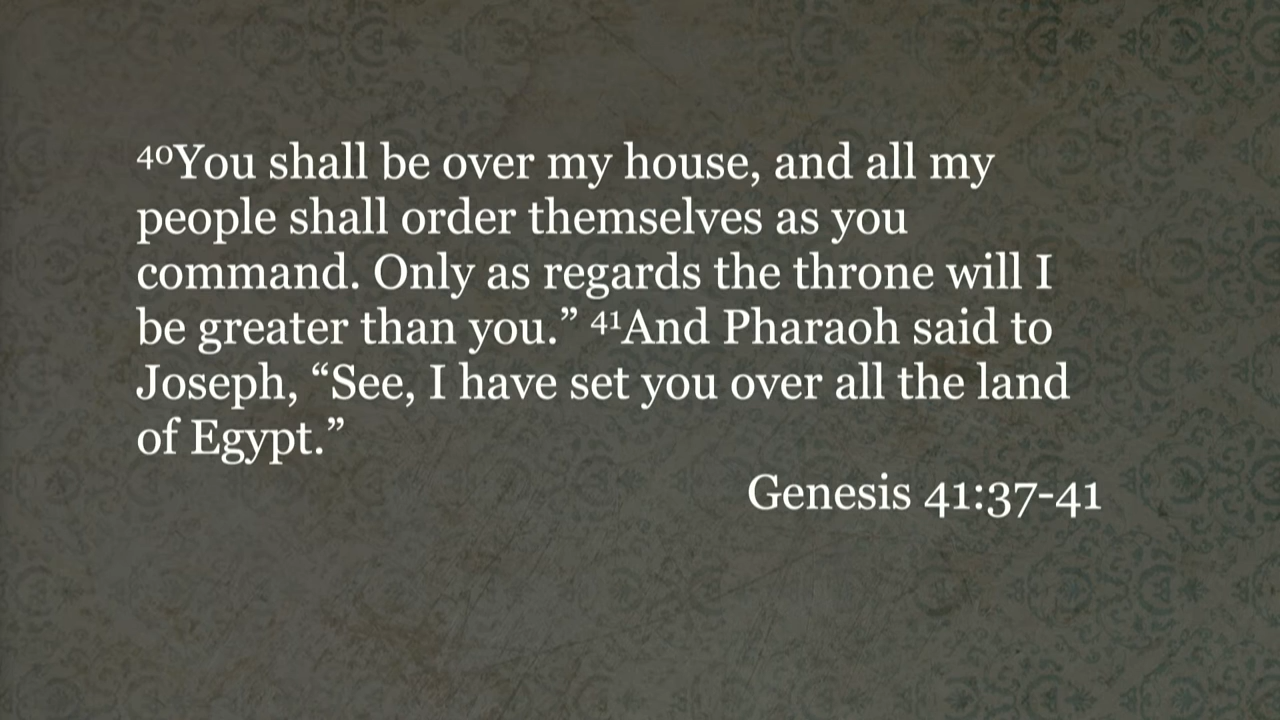 ⁴⁰You shall be over my house, and all my
people shall order themselves as you
command. Only as regards the throne will I
be greater than you.” ⁴¹And Pharaoh said to
Joseph, “See, I have set you over all the land
of Egypt.”
Genesis 41:37-41